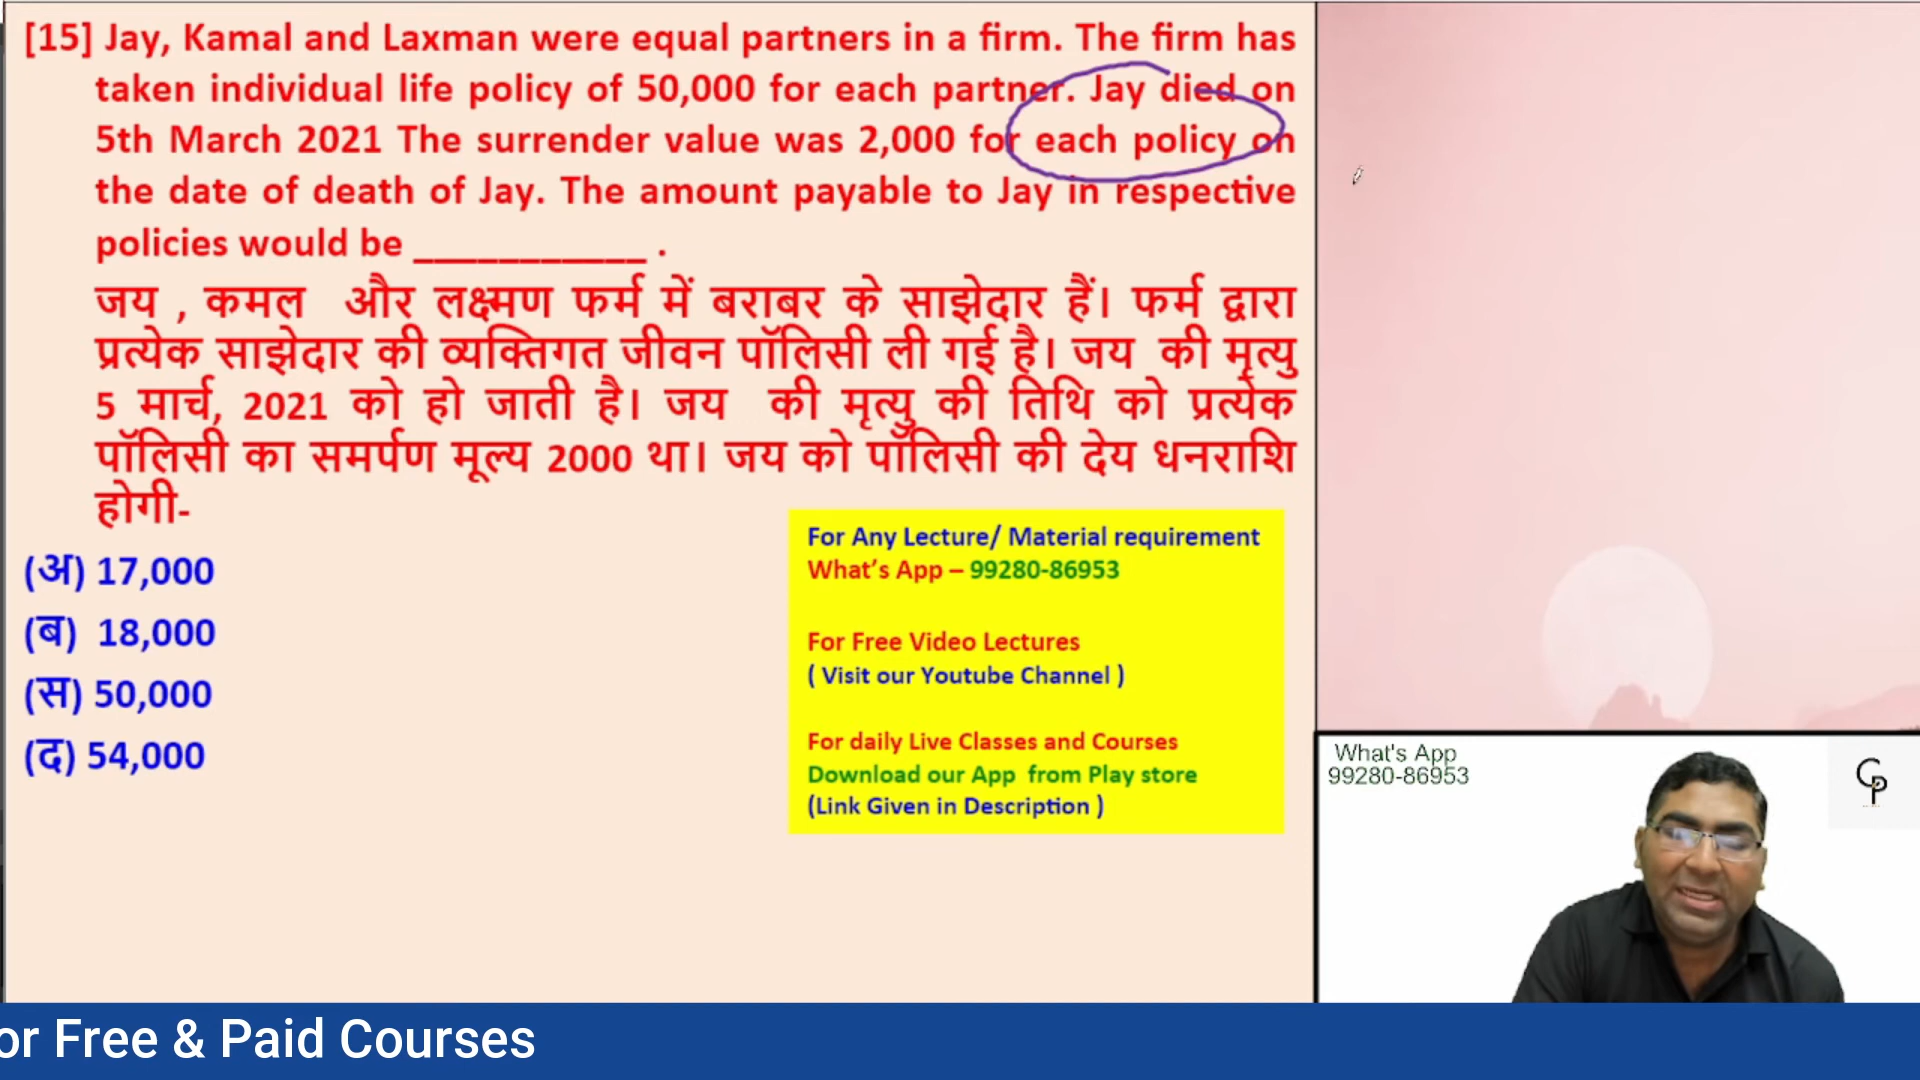 [15] Jay, Kamal and Laxman were equal partners in a firm. The firm has
taken individual life policy of 50,000 for each partner. Jay died on
5th March 2021 The surrender value was 2,000 for each policy on
the date of death of Jay. The amount payable to Jay in respective
policies would be ___________ .
जय , कमल और लक्ष्मण फर्म में बराबर के साझेदार हैं। फर्म द्वारा
प्रत्येक साझेदार की व्यक्तिगत जीवन पॉलिसी ली गई है। जय की मृत्यु
5 मार्च, 2021 को हो जाती है। जय की मृत्यु की तिथि को प्रत्येक
पॉलिसी का समर्पण मूल्य 2000 था। जय को पॉलिसी की देय धनराशि
होगी-
(अ) 17,000
(ब) 18,000
(स) 50,000
(द) 54,000
For Any Lecture/ Material requirement
What's App – 99280-86953
For Free Video Lectures
( Visit our Youtube Channel )
For daily Live Classes and Courses
Download our App from Play store
(Link Given in Description )
What's App
99280-86953
CP
or Free & Paid Courses